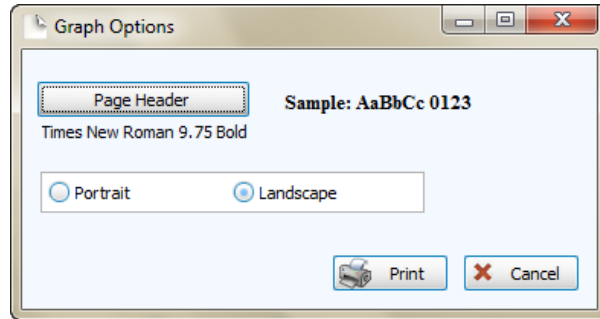 Graph Options
Page Header
Sample: AaBbCc 0123
Times New Roman 9.75 Bold
Portrait
Landscape
Print
Cancel